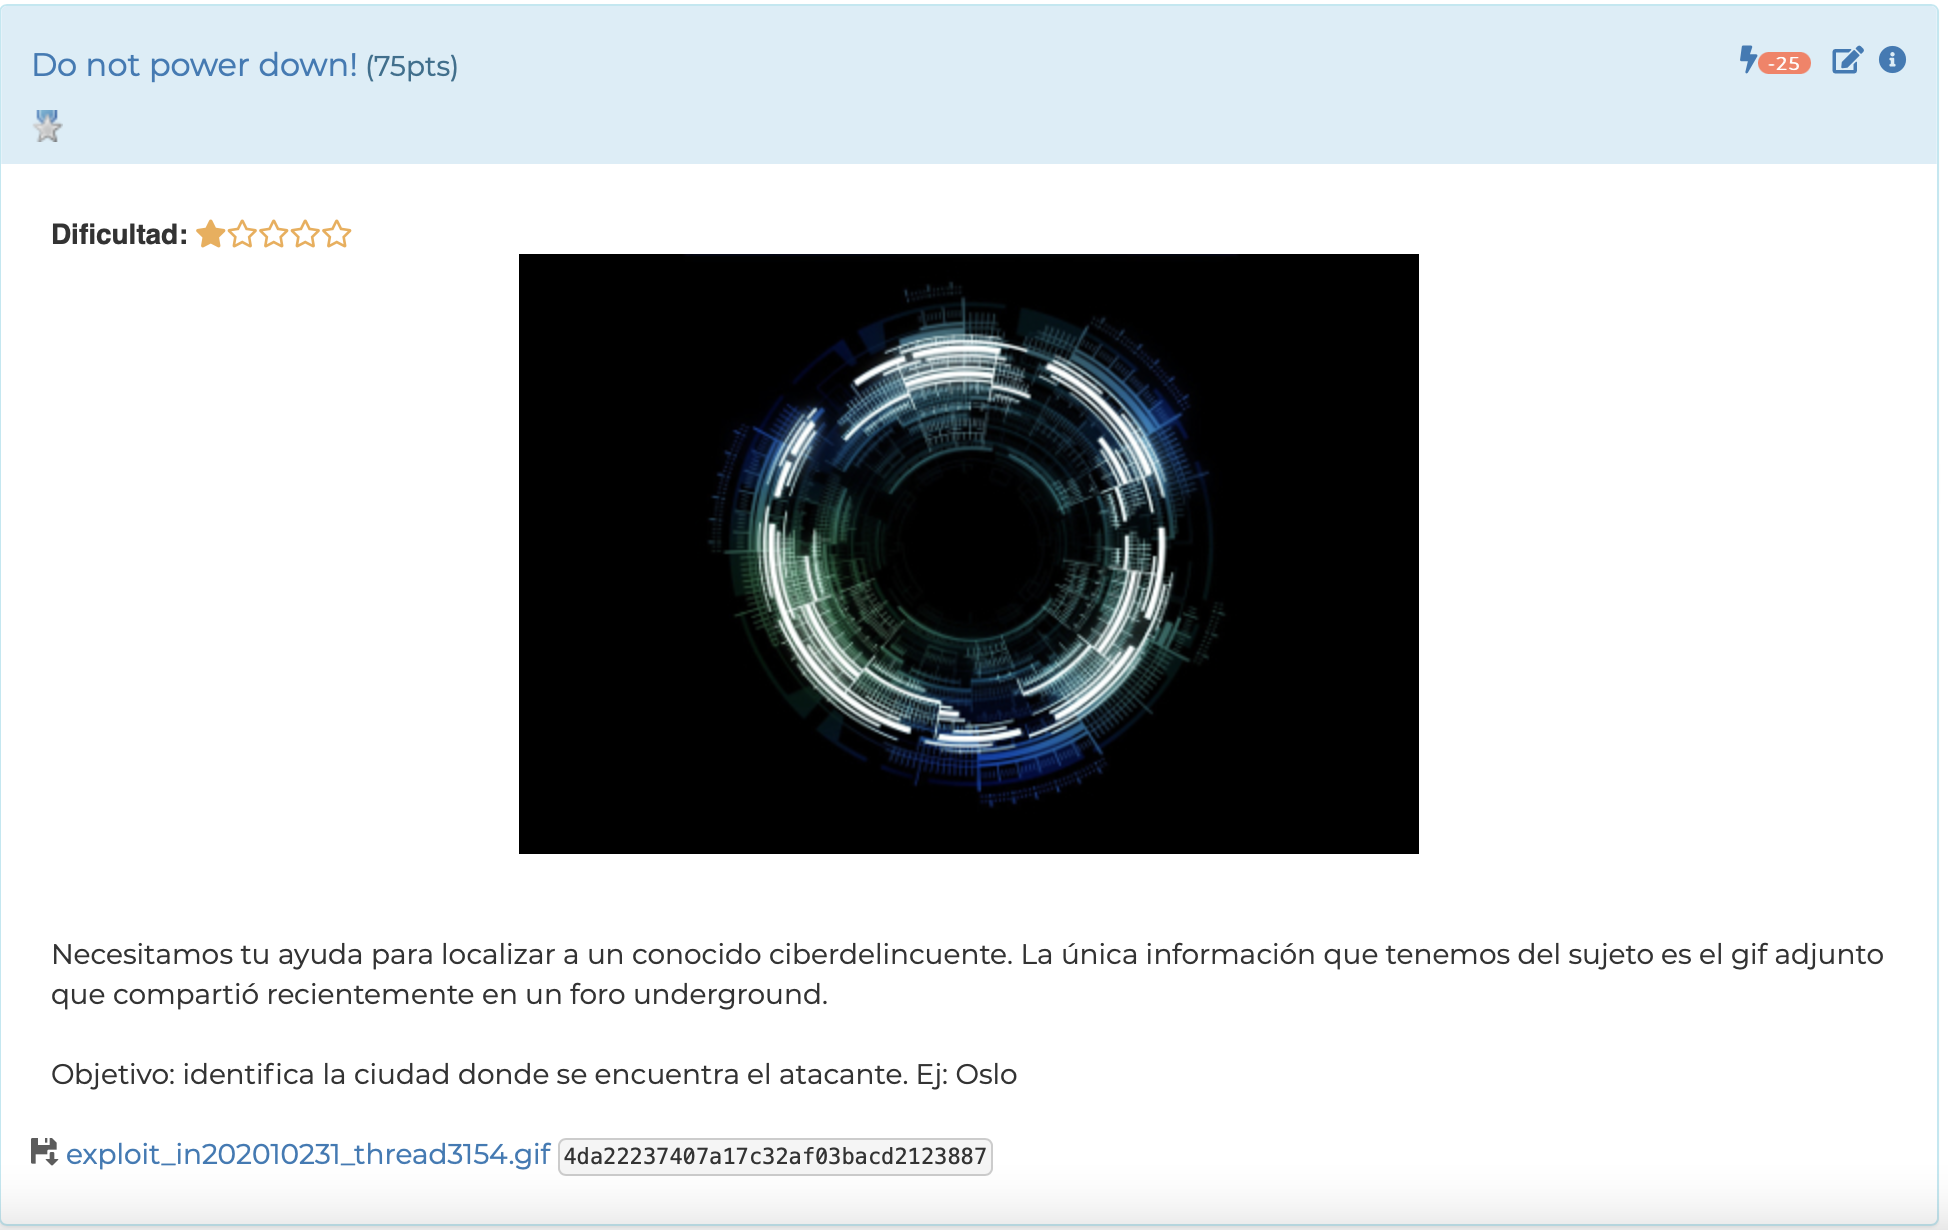 Do not power down! (75pts)
-25
Dificultad:
Necesitamos tu ayuda para localizar a un conocido ciberdelincuente. La única información que tenemos del sujeto es el gif adjunto
que compartió recientemente en un foro underground.
Objetivo: identifica la ciudad donde se encuentra el atacante. Ej: Oslo
exploit_in202010231_thread3154.gif 4da22237407a17c32af03bacd2123887